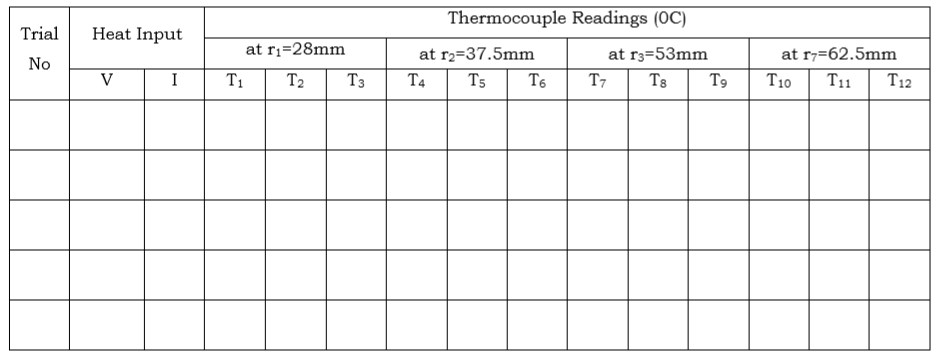 Trial No
Heat Input
Thermocouple Readings (0C)
at r₁=28mm
at r₂=37.5mm
at r₃=53mm
at r₇=62.5mm
V I T₁ T₂ T₃ T₄ T₅ T₆ T₇ T₈ T₉ T₁₀ T₁₁ T₁₂